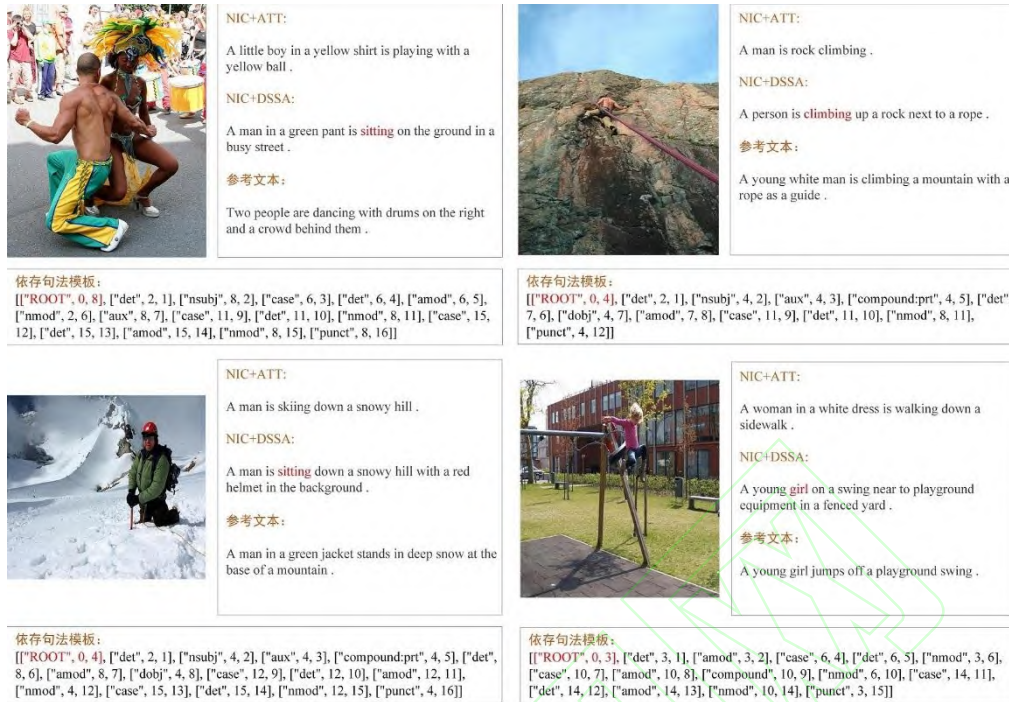 NIC+ATT:
A little boy in a yellow shirt is playing with a
yellow ball .
NIC+DSSA:
A man in a green pant is sitting on the ground in a
busy street .
参考文本：
Two people are dancing with drums on the right
and a crowd behind them .
依存句法模板：
[["ROOT", 0, 8], ["det", 2, 1], ["nsubj", 8, 2], ["case", 6, 3], ["det", 6, 4], ["amod", 6, 5],
["nmod", 2, 6], ["aux", 8, 7], ["case", 11, 9], ["det", 11, 10], ["nmod", 8, 11], ["case", 15,
12], ["det", 15, 13], ["amod", 15, 14], ["nmod", 8, 15], ["punct", 8, 16]]
NIC+ATT:
A man is rock climbing .
NIC+DSSA:
A person is climbing up a rock next to a rope .
参考文本：
A young white man is climbing a mountain with a
rope as a guide .
依存句法模板：
[["ROOT", 0, 4], ["det", 2, 1], ["nsubj", 4, 2], ["aux", 4, 3], ["compound:prt", 4, 5], ["det"
7, 6], ["dobj", 4, 7], ["amod", 7, 8], ["case", 11, 9], ["det", 11, 10], ["nmod", 8, 11],
["punct", 4, 12]]
NIC+ATT:
A man is skiing down a snowy hill .
NIC+DSSA:
A man is sitting down a snowy hill with a red
helmet in the background .
参考文本：
A man in a green jacket stands in deep snow at the
base of a mountain .
依存句法模板：
[["ROOT", 0, 4], ["det", 2, 1], ["nsubj", 4, 2], ["aux", 4, 3], ["compound:prt", 4, 5], ["det",
8, 6], ["amod", 8, 7], ["dobj", 4, 8], ["case", 12, 9], ["det", 12, 10], ["amod", 12, 11],
["nmod", 4, 12], ["case", 15, 13], ["det", 15, 14], ["nmod", 12, 15], ["punct", 4, 16]]
NIC+ATT:
A woman in a white dress is walking down a
sidewalk .
NIC+DSSA:
A young girl on a swing near to playground
equipment in a fenced yard .
参考文本：
A young girl jumps off a playground swing .
依存句法模板：
[["ROOT", 0, 3], ["det", 3, 1], ["amod", 3, 2], ["case", 6, 4], ["det", 6, 5], ["nmod", 3, 6],
["case", 10, 7], ["amod", 10, 8], ["compound", 10, 9], ["nmod", 6, 10], ["case", 14, 11],
["det", 14, 12], ["amod", 14, 13], ["nmod", 10, 14], ["punct", 3, 15]]